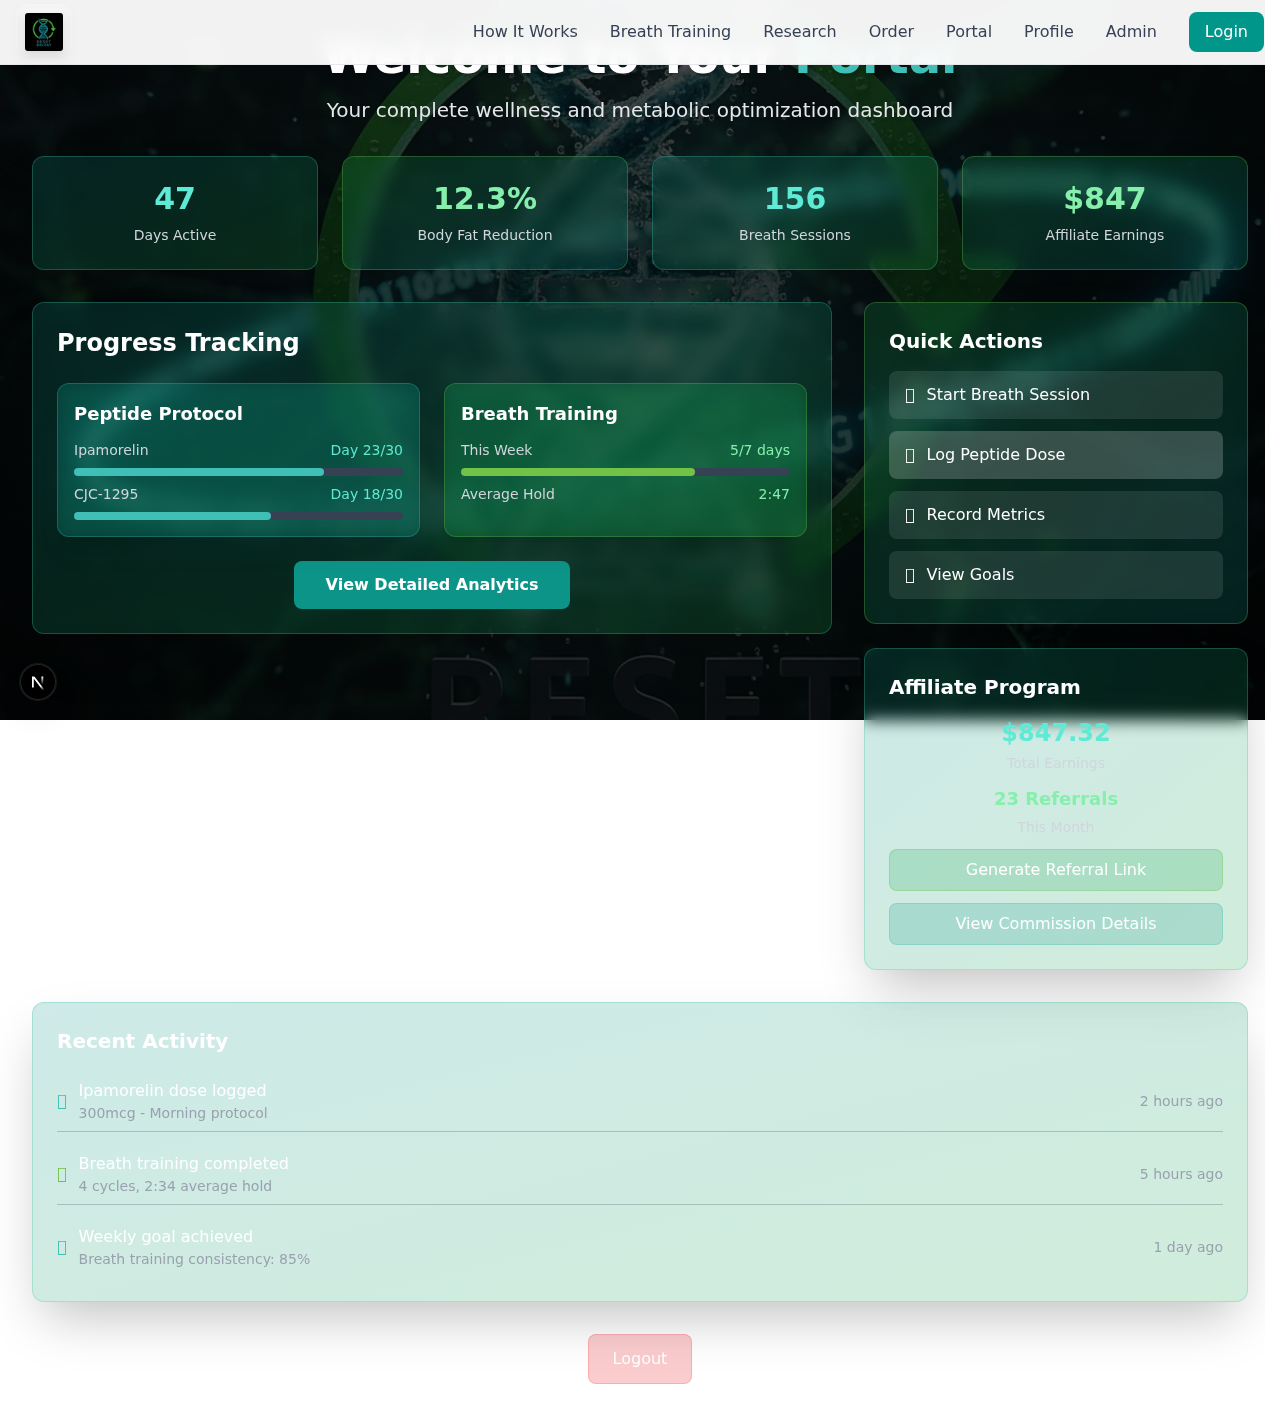 How It Works
Breath Training
Research
Order
Portal
Profile
Admin
Login
Welcome to Your Portal
Your complete wellness and metabolic optimization dashboard
47
Days Active
12.3%
Body Fat Reduction
156
Breath Sessions
$847
Affiliate Earnings
Progress Tracking
Peptide Protocol
Ipamorelin Day 23/30
CJC-1295 Day 18/30
Breath Training
This Week 5/7 days
Average Hold 2:47
View Detailed Analytics
Quick Actions
Start Breath Session
Log Peptide Dose
Record Metrics
View Goals
N
RESET
Affiliate Program
$847.32
Total Earnings
23 Referrals
This Month
Generate Referral Link
View Commission Details
Recent Activity
Ipamorelin dose logged
300mcg - Morning protocol
2 hours ago
Breath training completed
4 cycles, 2:34 average hold
5 hours ago
Weekly goal achieved
Breath training consistency: 85%
1 day ago
Logout